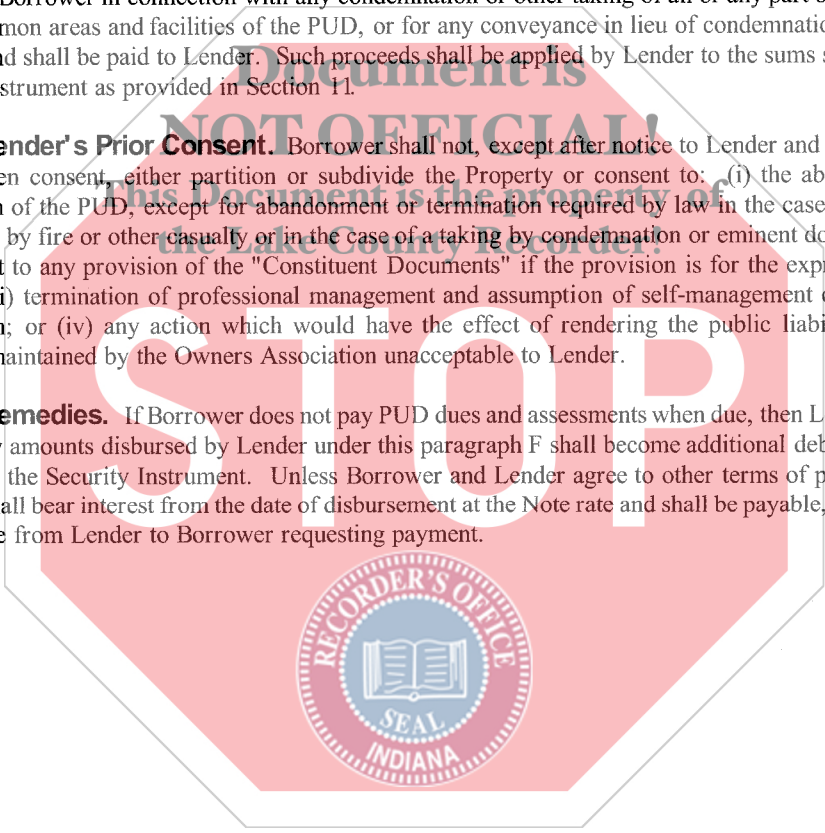 Borrower in connection with any condemnation or other taking of all or any part
mon areas and facilities of the PUD, or for any conveyance in lieu of condemnatio
d shall be paid to Lender. Such proceeds shall be applied by Lender to the sums s
strument as provided in Section 11.
Document is
NOT OFFICIAL!
This Document is the property of
the Lake County Recorder!
ender's Prior Consent. Borrower shall not, except after notice to Lender and
en consent, either partition or subdivide the Property or consent to: (i) the ab
n of the PUD, except for abandonment or termination required by law in the case
by fire or other casualty or in the case of a taking by condemnation or eminent do
t to any provision of the "Constituent Documents" if the provision is for the expr
i) termination of professional management and assumption of self-management
n; or (iv) any action which would have the effect of rendering the public liabi
naintained by the Owners Association unacceptable to Lender.
STOP
emedies. If Borrower does not pay PUD dues and assessments when due, then L
y amounts disbursed by Lender under this paragraph F shall become additional deb
the Security Instrument. Unless Borrower and Lender agree to other terms of p
all bear interest from the date of disbursement at the Note rate and shall be payable,
e from Lender to Borrower requesting payment.
RECORDER'S OFFICE
SEAL
INDIANA